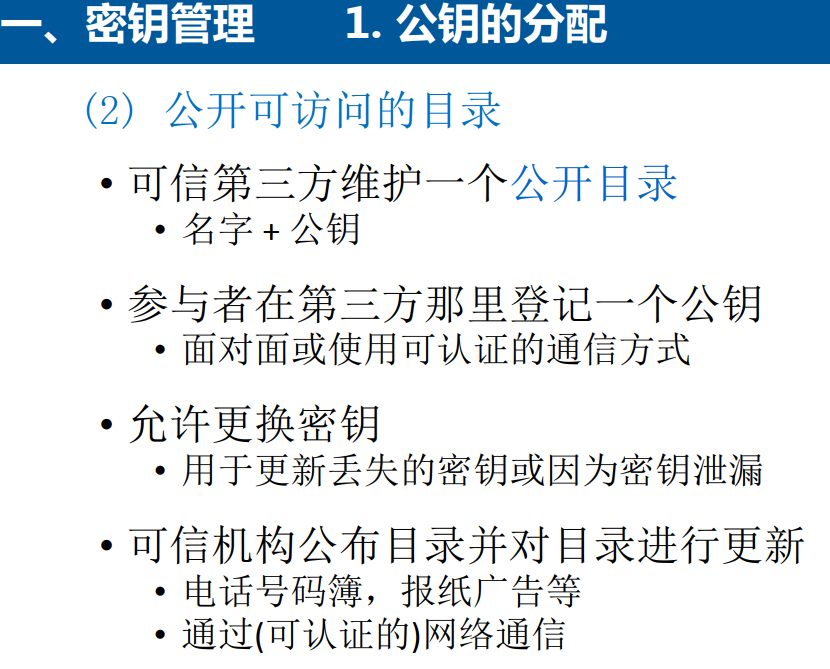 一、密钥管理 1. 公钥的分配
(2) 公开可访问的目录
• 可信第三方维护一个公开目录
• 名字 + 公钥
• 参与者在第三方那里登记一个公钥
• 面对面或使用可认证的通信方式
• 允许更换密钥
• 用于更新丢失的密钥或因为密钥泄漏
• 可信机构公布目录并对目录进行更新
• 电话号码簿，报纸广告等
• 通过(可认证的)网络通信